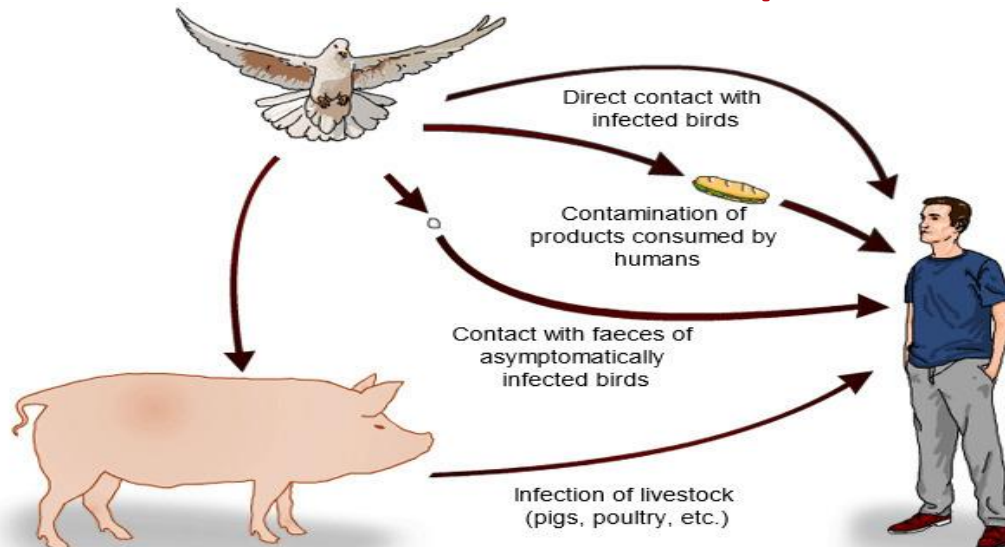 Direct contact with
infected birds
Contamination of
products consumed by
humans
Contact with faeces of
asymptomatically
infected birds
Infection of livestock
(pigs, poultry, etc.)